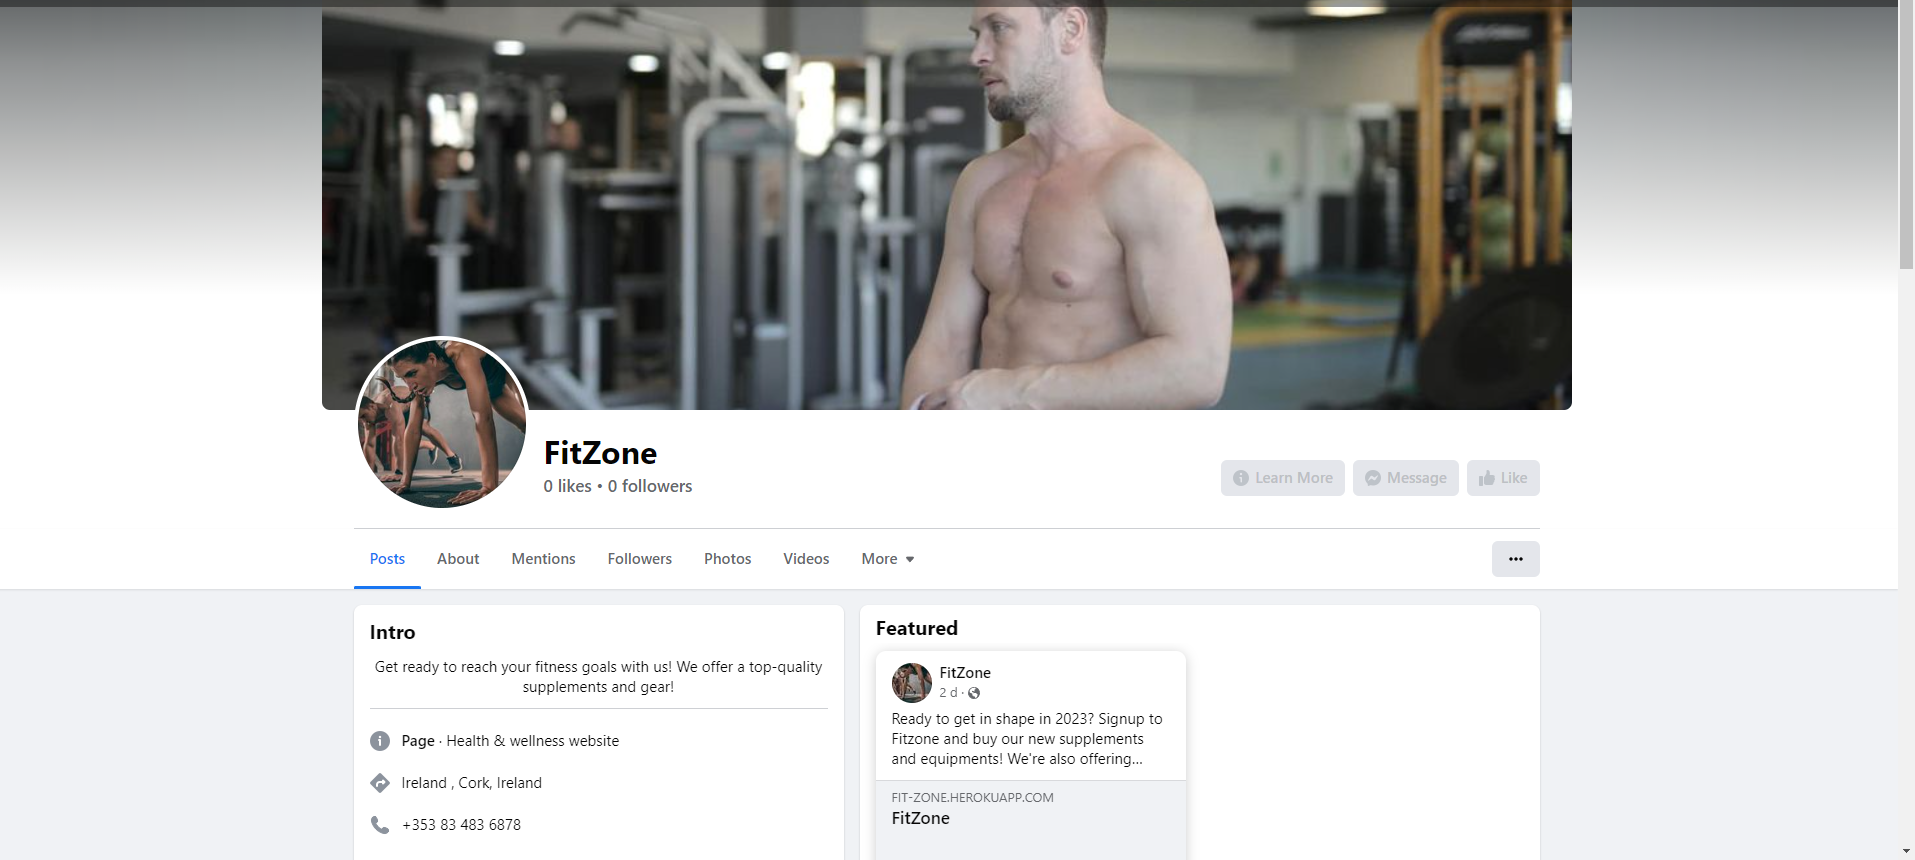 FitZone
0 likes • 0 followers
Learn More
Message
Like
Posts
About
Mentions
Followers
Photos
Videos
More
Intro
Get ready to reach your fitness goals with us! We offer a top-quality
supplements and gear!
Page · Health & wellness website
Ireland , Cork, Ireland
+353 83 483 6878
Featured
FitZone
2 d ·
Ready to get in shape in 2023? Signup to
Fitzone and buy our new supplements
and equipments! We're also offering...
FIT-ZONE.HEROKUAPP.COM
FitZone